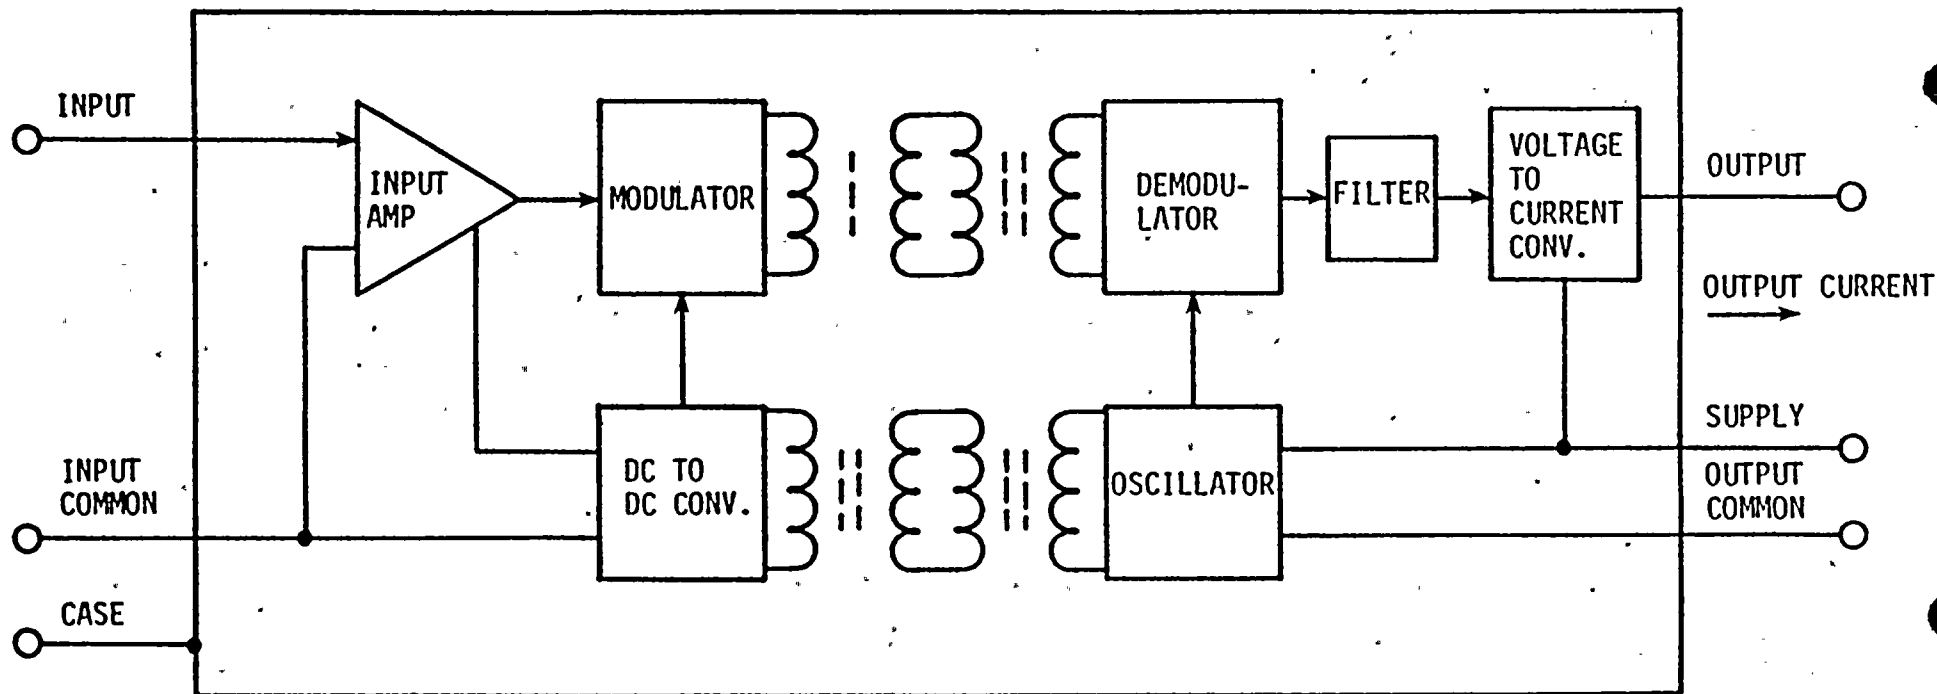 INPUT
INPUT
AMP
MODULATOR
DEMODU-
LATOR
FILTER
VOLTAGE
TO
CURRENT
CONV.
OUTPUT
OUTPUT CURRENT
INPUT
COMMON
DC TO
DC CONV.
OSCILLATOR
SUPPLY
OUTPUT
COMMON
CASE